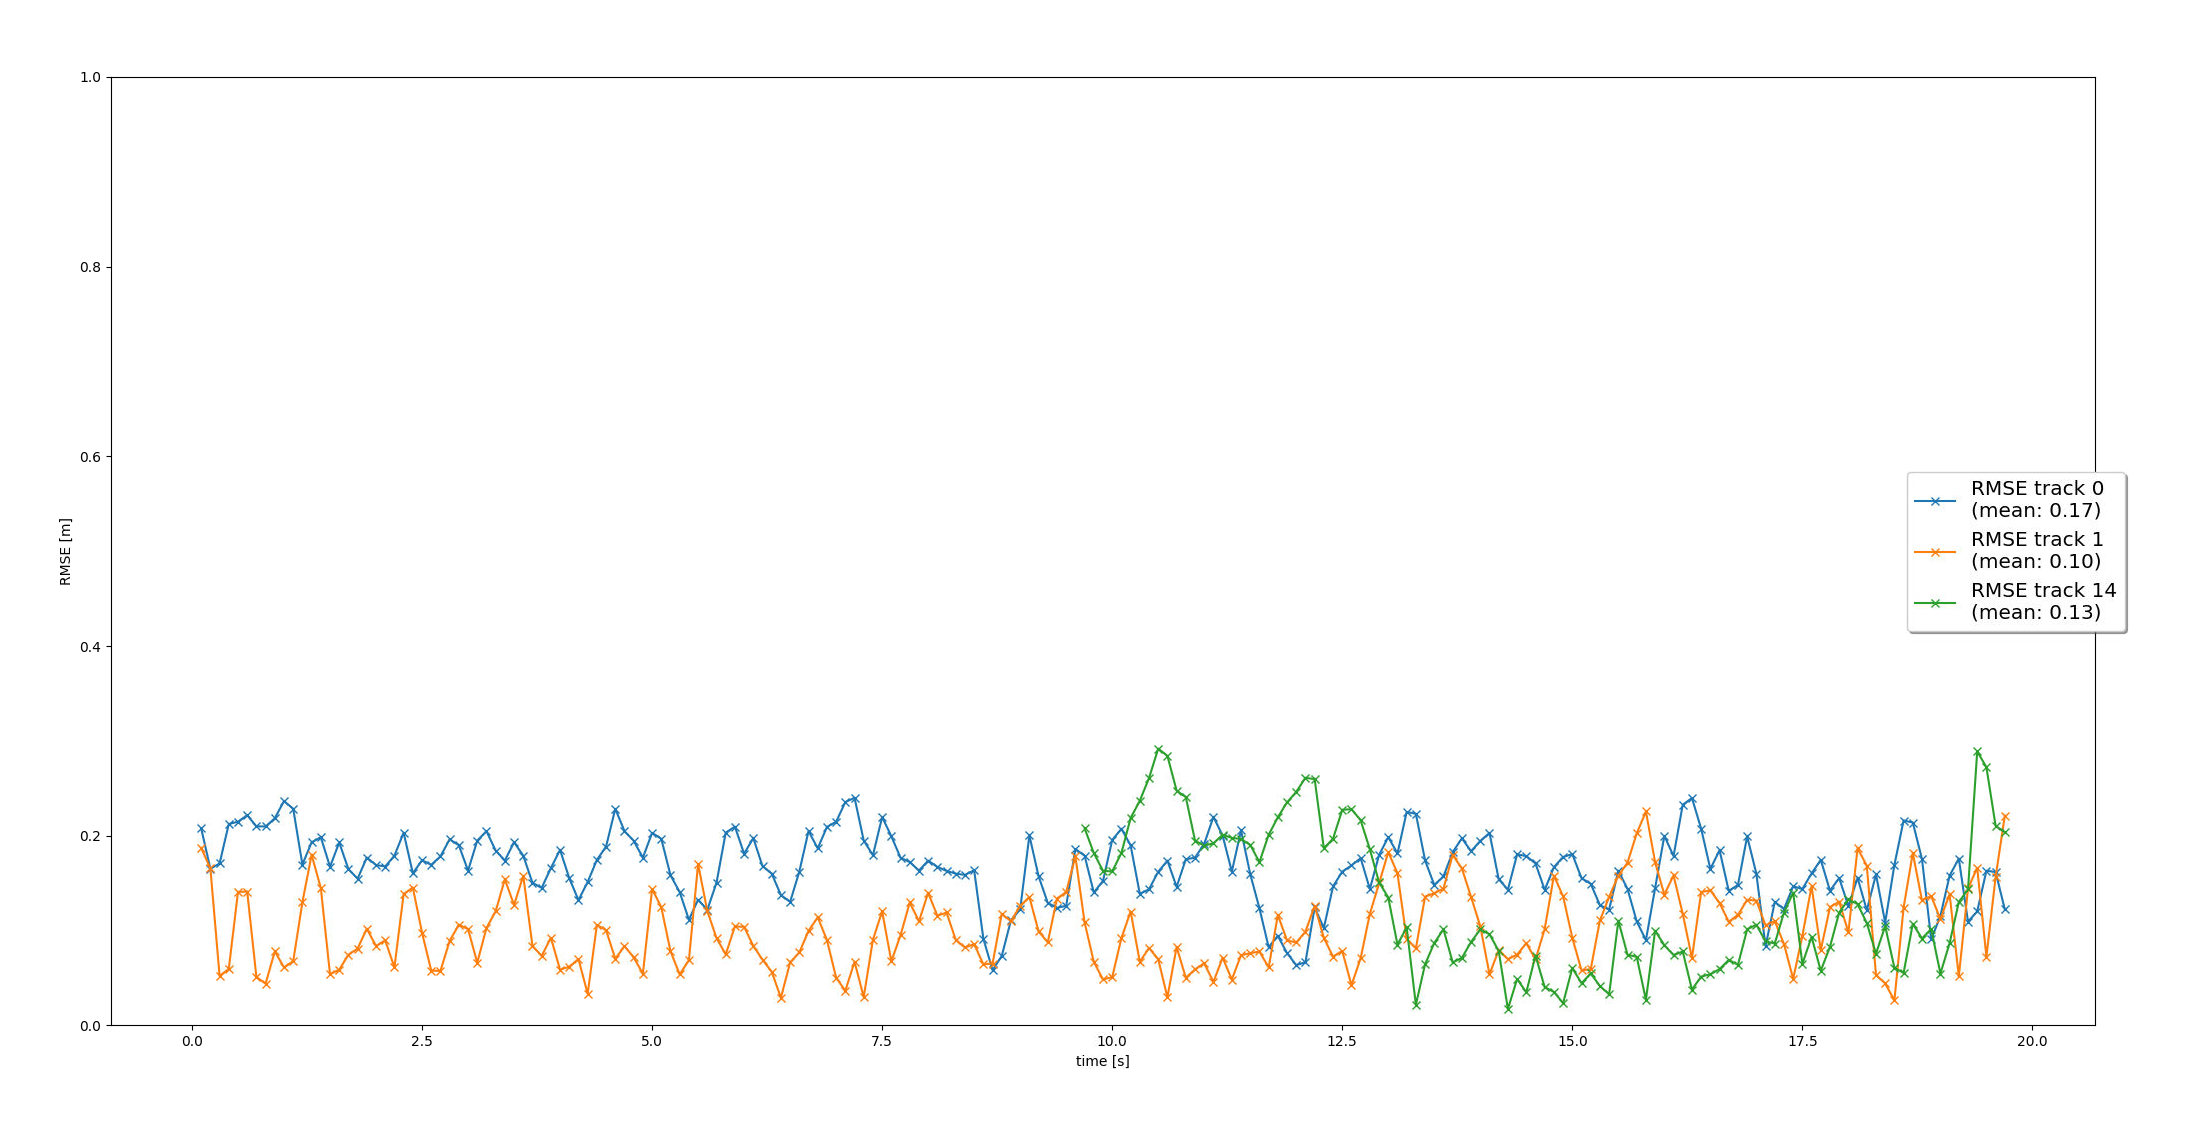 1.0
0.8
0.6
0.4
0.2
0.0
RMSE [m]
0.0 2.5 5.0 7.5 10.0 12.5 15.0 17.5 20.0
time [s]
RMSE track 0
(mean: 0.17)
RMSE track 1
(mean: 0.10)
RMSE track 14
(mean: 0.13)